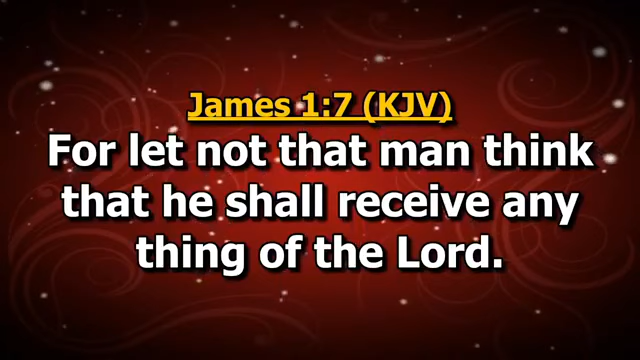 James 1:7 (KJV)
For let not that man think
that he shall receive any
thing of the Lord.